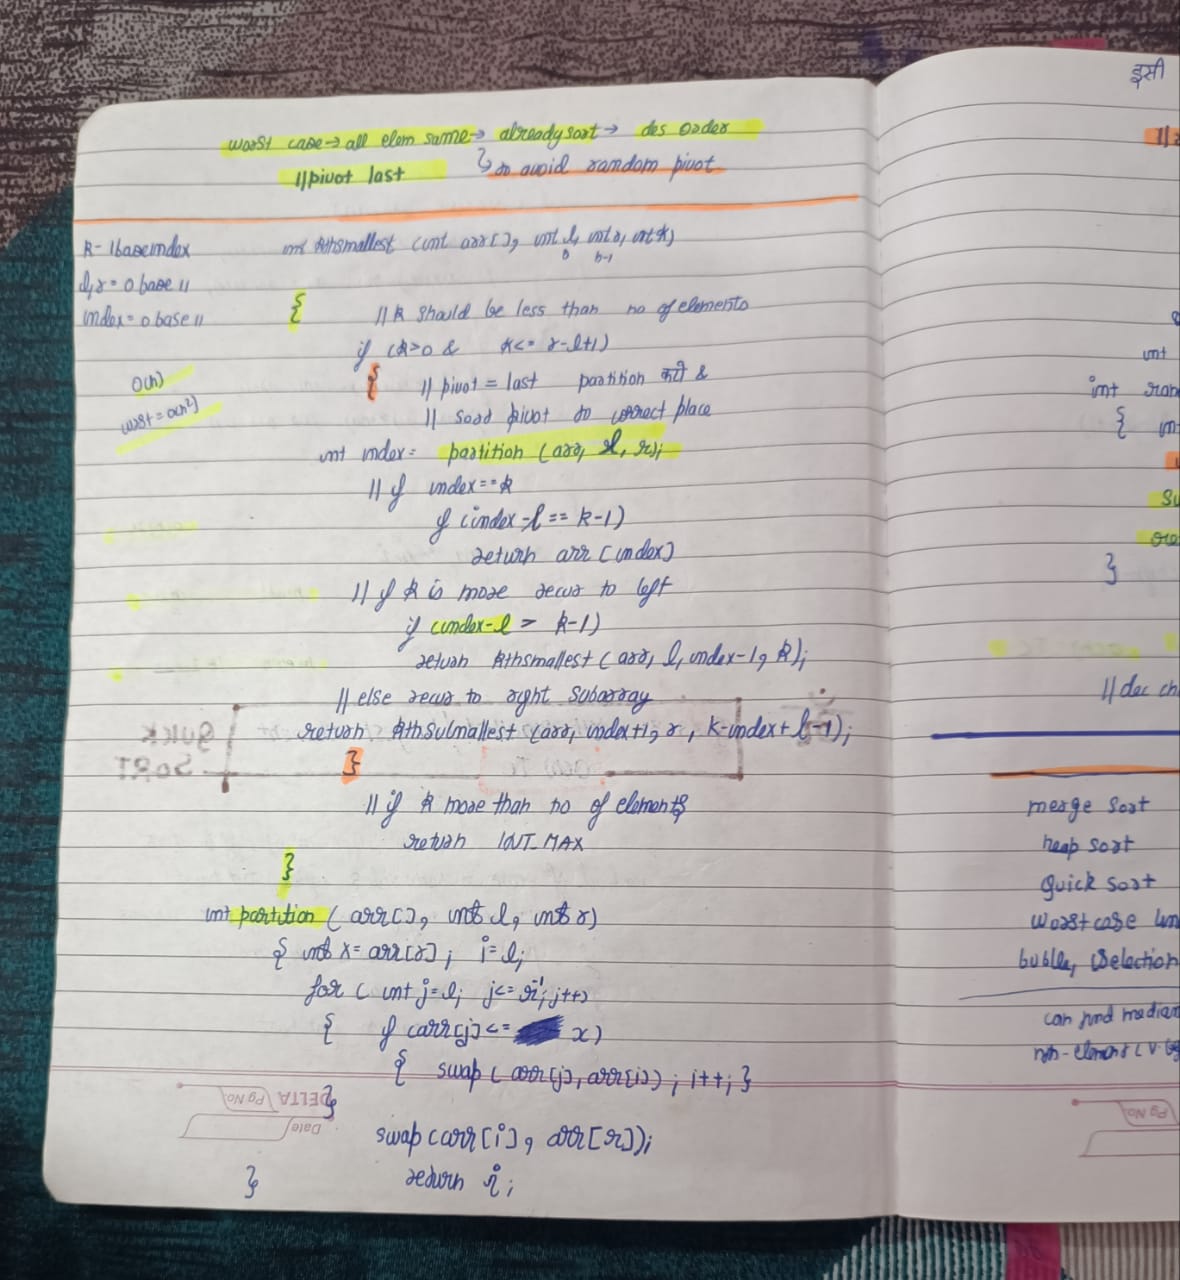 worst case → all elem same → already sort → des order
//pivot last ↳ to avoid random pivot
k- 1base index
l,r = 0 base //
index = 0 base //
O(n)
worst = O(n²)
int kthsmallest (int arr[], int l, int r, int k)
0 n-1
{ // k should be less than no of elements
if (k>0 & k<= r-l+1)
{ // pivot = last partition करो &
// pivot to correct place
int index= partition (arr, l, r);
// if index==k
if (index-l == k-1)
return arr [index]
// if k is more recur to left
if (index-l > k-1)
return kthsmallest (arr, l, index-1, k);
// else recur to right subarray
return kthsulmallest (arr, index+1, r, k-index+l-1);
}
// if k more than no of elements
return INT_MAX
}
int partition ( arr[], int l, int r)
{ int x= arr[r]; i=l;
for ( int j=l; j<= r-1; j++)
{ if (arr[j]<= x)
{ swap ( arr[j], arr[i]) ; i++; }
}
swap (arr[i], arr[r]);
return i;
}
DELTA Pg No.
Date
इसी
int
int ran
{ in
}
// dec ch
merge sort
heap sort
quick sort
worst case
bubble, (selection
can find median
Pg No.
QUICK
SORT